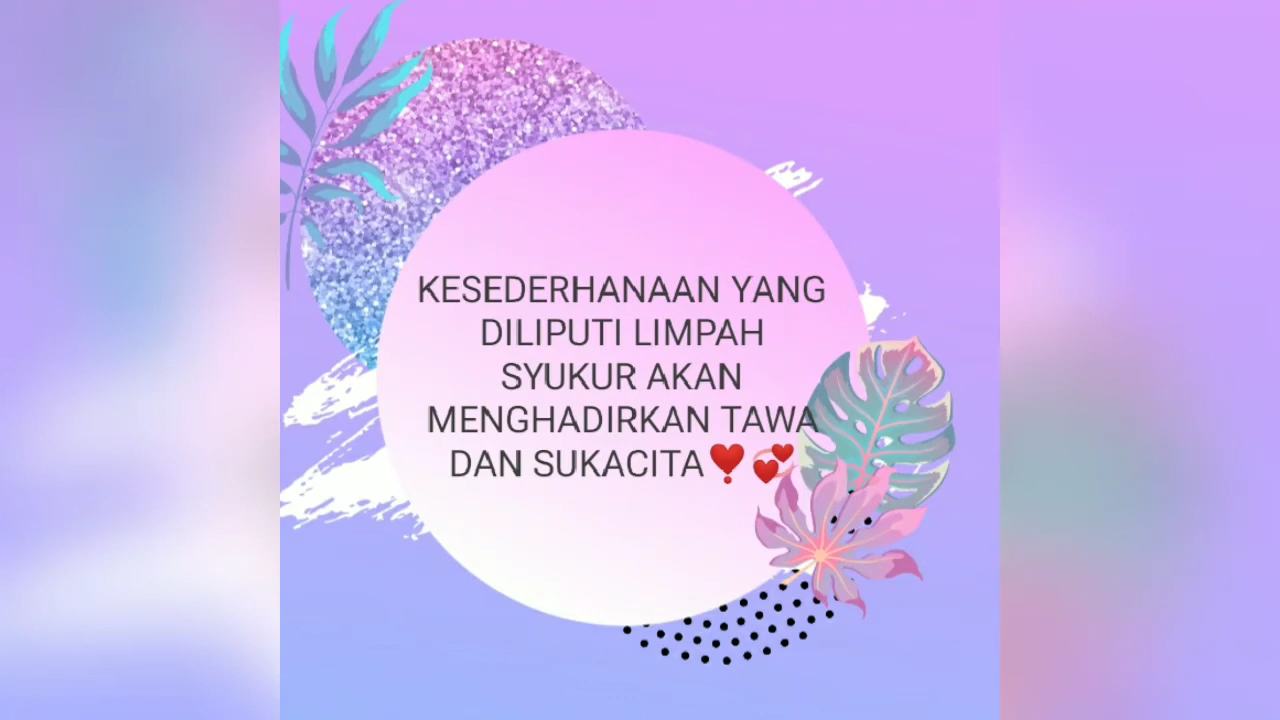 KESEDERHANAAN YANG
DILIPUTI LIMPAH
SYUKUR AKAN
MENGHADIRKAN TAWA
DAN SUKACITA❣️💞